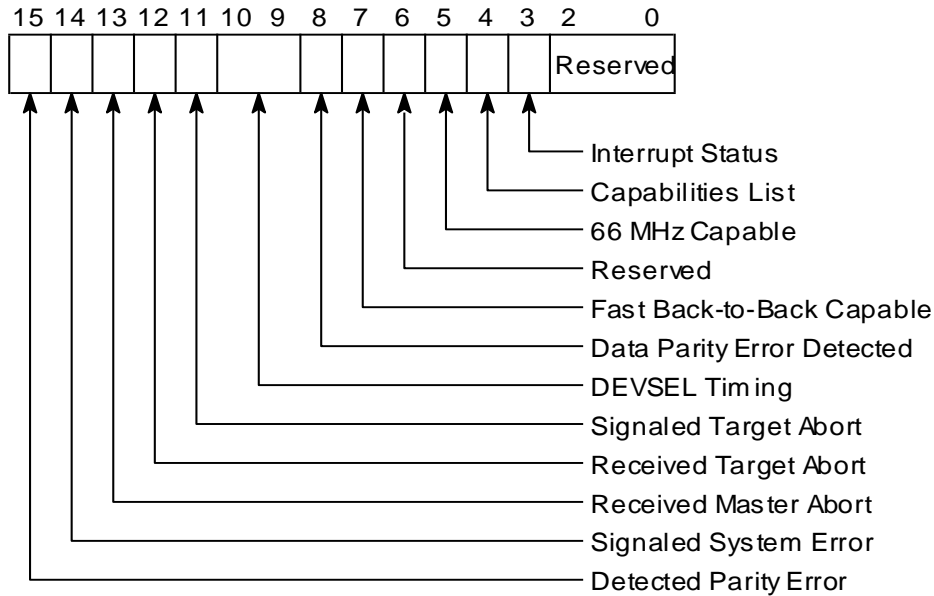 15 14 13 12 11 10 9 8 7 6 5 4 3 2 0
Reserved
Interrupt Status
Capabilities List
66 MHz Capable
Reserved
Fast Back-to-Back Capable
Data Parity Error Detected
DEVSEL Timing
Signaled Target Abort
Received Target Abort
Received Master Abort
Signaled System Error
Detected Parity Error